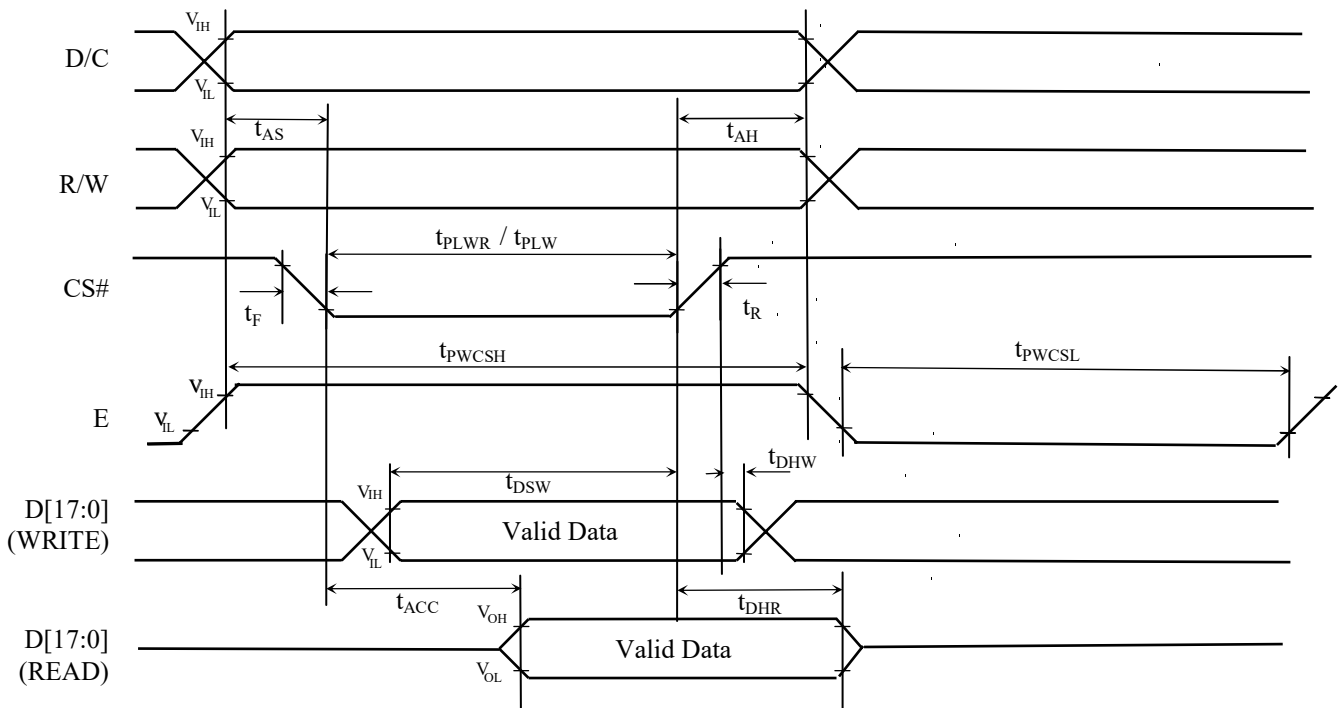 V_IH
D/C
V_IL
t_AS
t_AH
V_IH
R/W
V_IL
t_PLWR / t_PLW
CS#
t_F
t_R
t_PWCSH
t_PWCSL
V_IH
E
V_IL
t_DHW
t_DSW
D[17:0]
(WRITE)
V_IH
Valid Data
V_IL
t_ACC
t_DHR
V_OH
D[17:0]
(READ)
Valid Data
V_OL